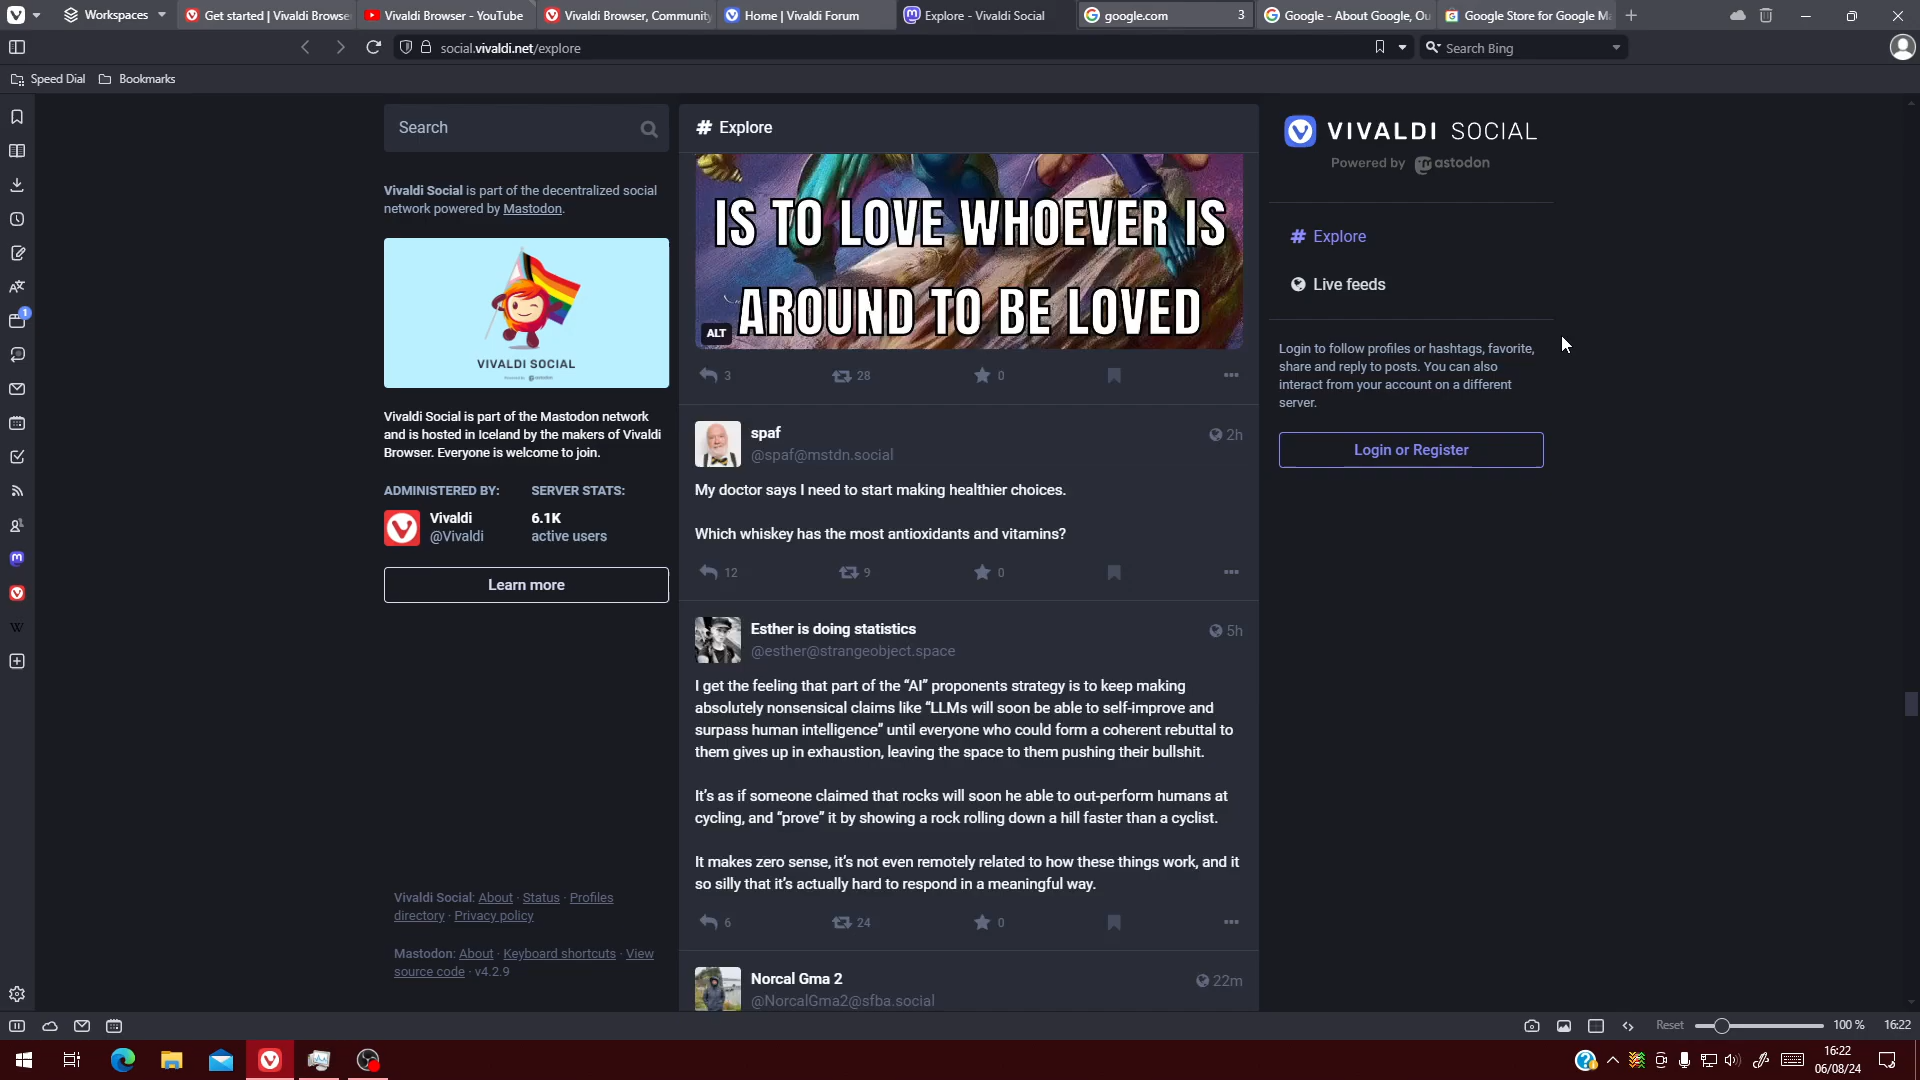 Workspaces
Get started | Vivaldi Browse
Vivaldi Browser - YouTube
Vivaldi Browser, Community
Home | Vivaldi Forum
Explore - Vivaldi Social
google.com
3
Google - About Google, Ou
Google Store for Google Ma
social.vivaldi.net/explore
Search Bing
Speed Dial
Bookmarks
Search
Vivaldi Social is part of the decentralized social
network powered by Mastodon.
VIVALDI SOCIAL
Powered by mastodon
Vivaldi Social is part of the Mastodon network
and is hosted in Iceland by the makers of Vivaldi
Browser. Everyone is welcome to join.
ADMINISTERED BY:
SERVER STATS:
Vivaldi
@Vivaldi
6.1K
active users
Learn more
Vivaldi Social: About · Status · Profiles
directory · Privacy policy
Mastodon: About · Keyboard shortcuts · View
source code · v4.2.9
# Explore
IS TO LOVE WHOEVER IS
AROUND TO BE LOVED
ALT
3
28
0
spaf
@spaf@mstdn.social
2h
My doctor says I need to start making healthier choices.
Which whiskey has the most antioxidants and vitamins?
12
9
0
Esther is doing statistics
@esther@strangeobject.space
5h
I get the feeling that part of the “AI” proponents strategy is to keep making
absolutely nonsensical claims like “LLMs will soon be able to self-improve and
surpass human intelligence” until everyone who could form a coherent rebuttal to
them gives up in exhaustion, leaving the space to them pushing their bullshit.
It’s as if someone claimed that rocks will soon he able to out-perform humans at
cycling, and “prove” it by showing a rock rolling down a hill faster than a cyclist.
It makes zero sense, it’s not even remotely related to how these things work, and it
so silly that it’s actually hard to respond in a meaningful way.
6
24
0
Norcal Gma 2
@NorcalGma2@sfba.social
22m
VIVALDI SOCIAL
Powered by mastodon
# Explore
Live feeds
Login to follow profiles or hashtags, favorite,
share and reply to posts. You can also
interact from your account on a different
server.
Login or Register
1
W
Reset
100 %
16:22
16:22
06/08/24